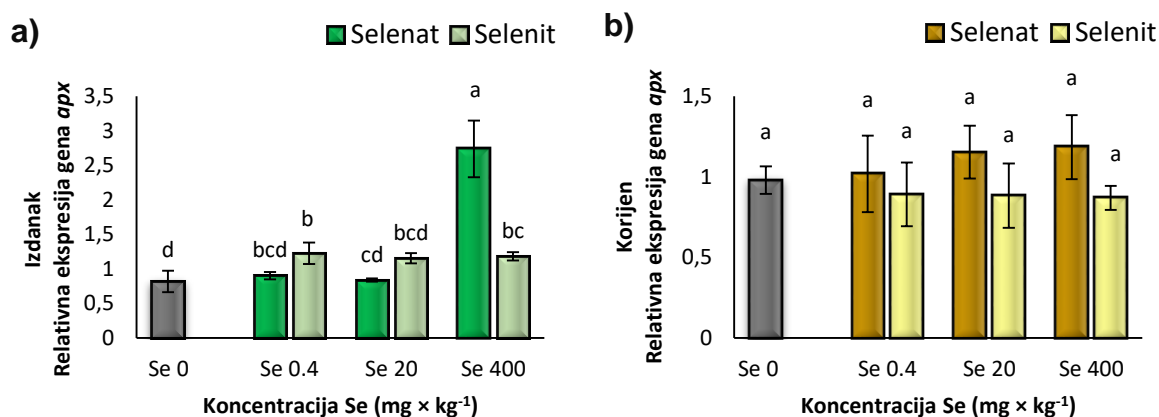 a)
Selenat Selenit
Izdanak
Relativna ekspresija gena apx
3,5
3
2,5
2
1,5
1
0,5
0
d
bcd
b
cd
bcd
a
bc
Se 0 Se 0.4 Se 20 Se 400
Koncentracija Se (mg × kg⁻¹)
b)
Selenat Selenit
Korijen
Relativna ekspresija gena apx
1,5
1
0,5
0
a
a
a
a
a
a
a
Se 0 Se 0.4 Se 20 Se 400
Koncentracija Se (mg × kg⁻¹)